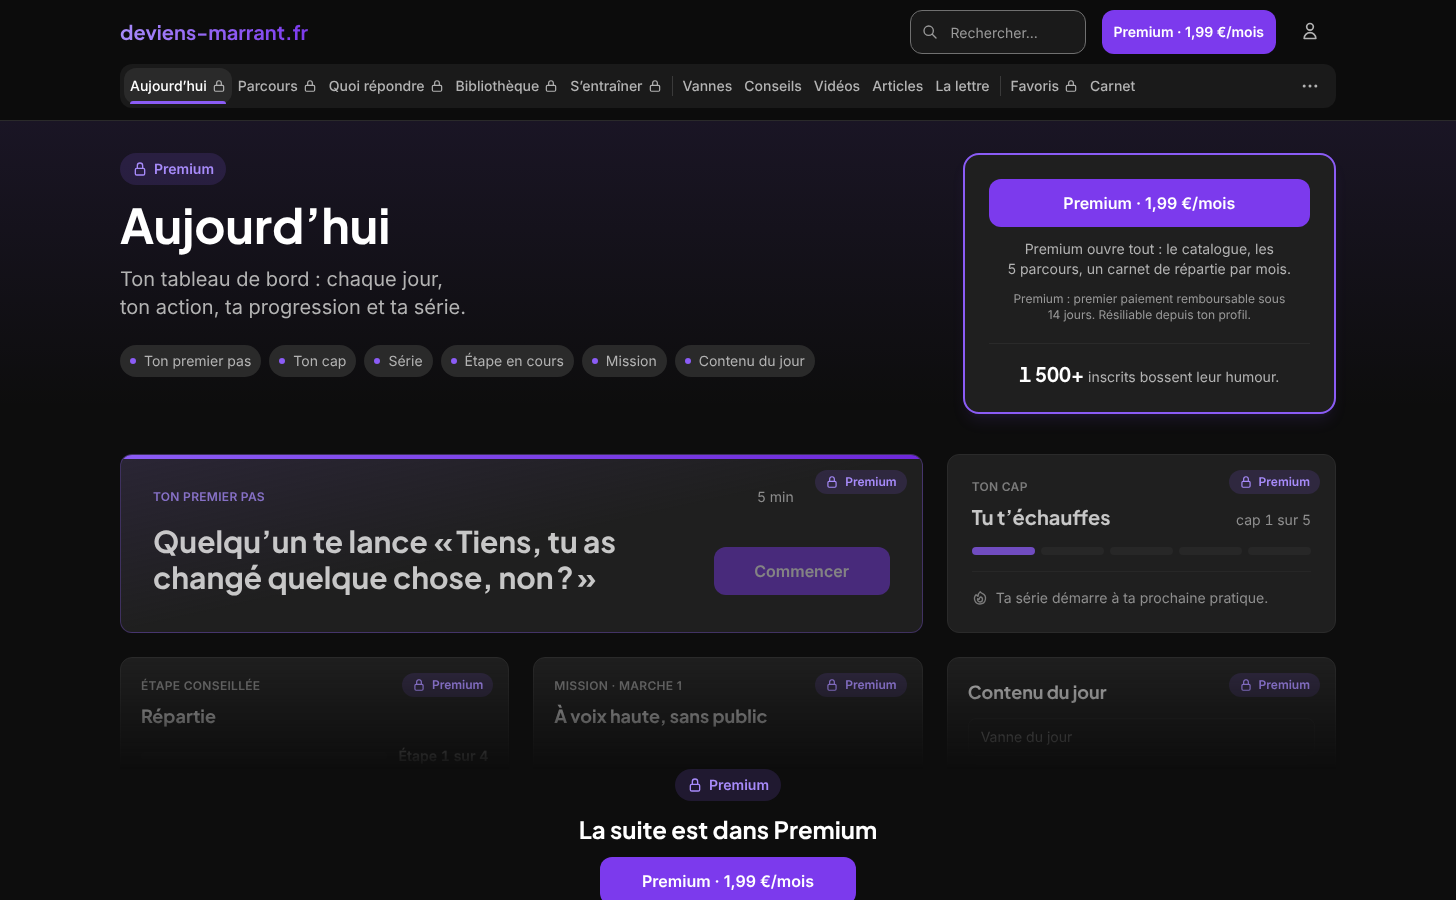 deviens-marrant.fr
Rechercher...
Premium · 1,99 €/mois
Aujourd’hui
Parcours
Quoi répondre
Bibliothèque
S’entraîner
Vannes
Conseils
Vidéos
Articles
La lettre
Favoris
Carnet
Premium
Aujourd’hui
Ton tableau de bord : chaque jour,
ton action, ta progression et ta série.
Ton premier pas
Ton cap
Série
Étape en cours
Mission
Contenu du jour
Premium · 1,99 €/mois
Premium ouvre tout : le catalogue, les
5 parcours, un carnet de répartie par mois.
Premium : premier paiement remboursable sous
14 jours. Résiliable depuis ton profil.
1 500+ inscrits bossent leur humour.
Premium
TON PREMIER PAS
5 min
Quelqu’un te lance « Tiens, tu as
changé quelque chose, non ? »
Commencer
Premium
TON CAP
Tu t’échauffes
cap 1 sur 5
Ta série démarre à ta prochaine pratique.
Premium
ÉTAPE CONSEILLÉE
Répartie
Étape 1 sur 4
Premium
MISSION · MARCHE 1
À voix haute, sans public
Premium
Contenu du jour
Vanne du jour
Premium
La suite est dans Premium
Premium · 1,99 €/mois